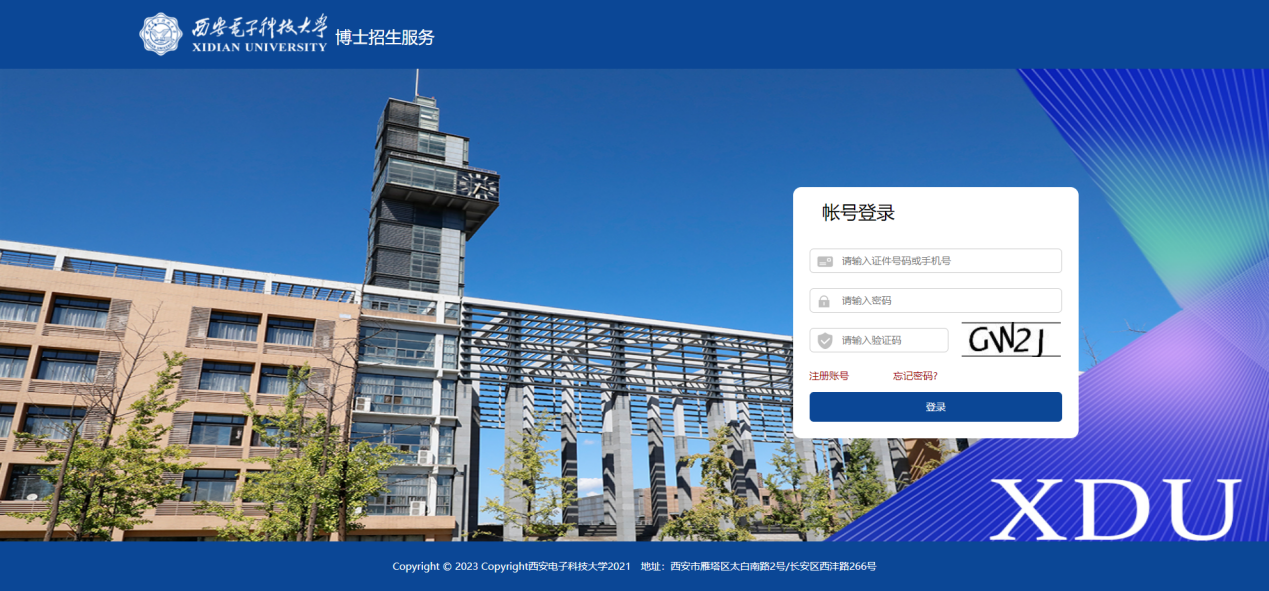 西安电子科技大学
XIDIAN UNIVERSITY
博士招生服务
帐号登录
请输入证件号码或手机号
请输入密码
请输入验证码
GW2J
注册账号 忘记密码?
登录
XDU
Copyright © 2023 Copyright西安电子科技大学2021 地址：西安市雁塔区太白南路2号/长安区西沣路266号